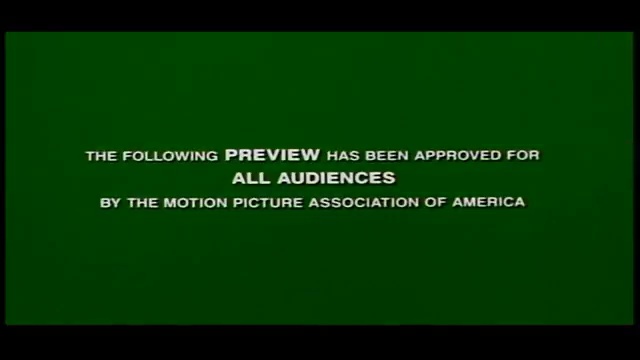 THE FOLLOWING PREVIEW HAS BEEN APPROVED FOR
ALL AUDIENCES
BY THE MOTION PICTURE ASSOCIATION OF AMERICA